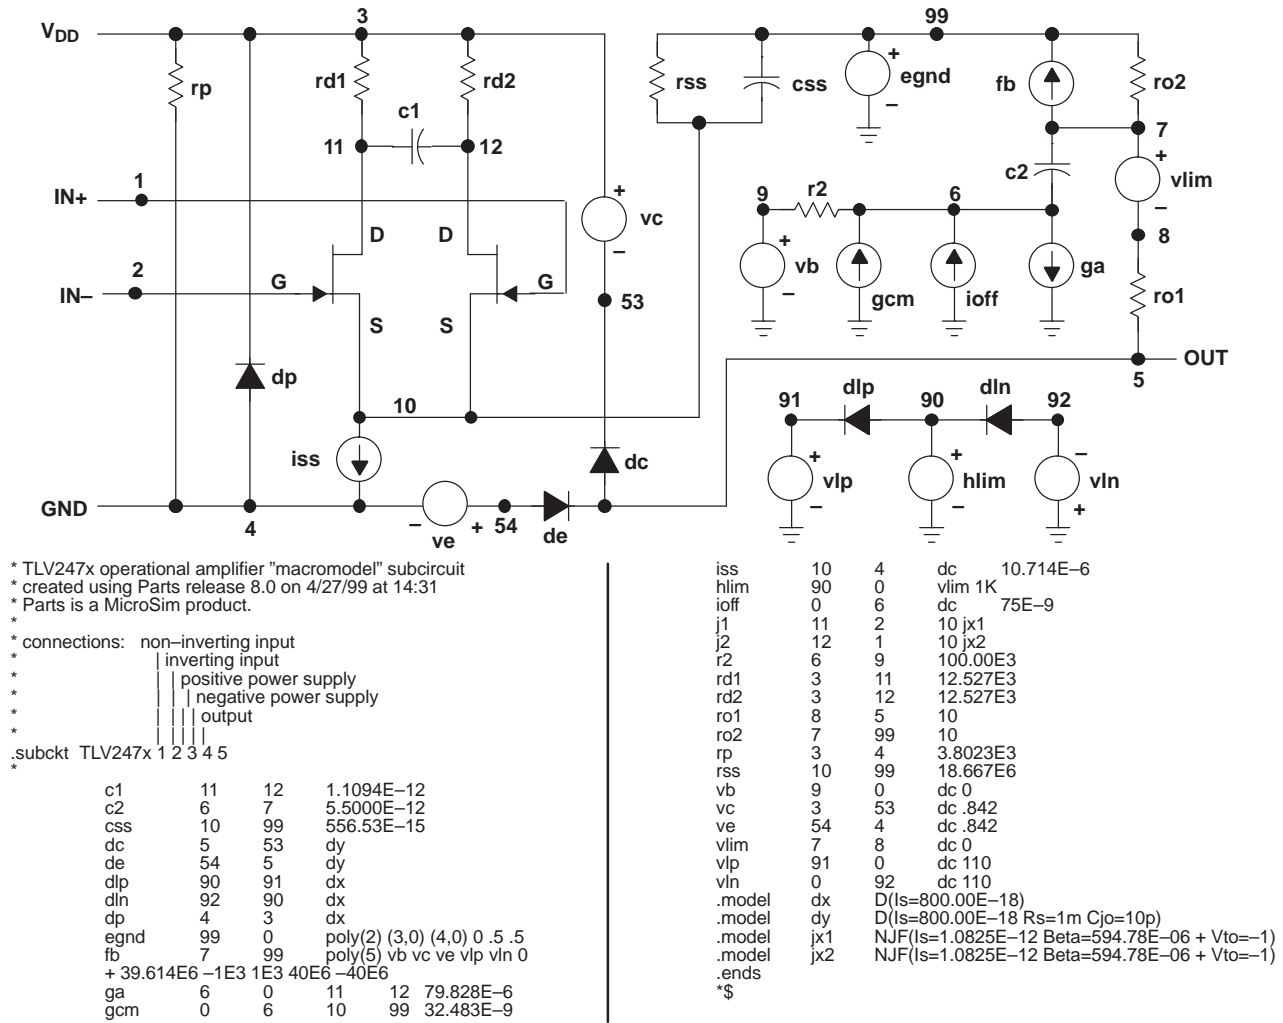 3
99
VDD
rp
rd1
rd2
c1
11
12
rss
css
+
egnd
–
fb
ro2
7
c2
+
vlim
–
8
ro1
1
IN+
2
IN–
D
D
G
G
S
S
+
vc
–
53
9
r2
6
+
vb
–
gcm
ioff
ga
OUT
5
dp
10
iss
dc
GND
4
–
ve
+
54
de
91
dlp
90
dln
92
+
vlp
–
+
hlim
–
–
vln
+
* TLV247x operational amplifier ”macromodel” subcircuit
* created using Parts release 8.0 on 4/27/99 at 14:31
* Parts is a MicroSim product.
*
* connections: non–inverting input
* | inverting input
* | | positive power supply
* | | | negative power supply
* | | | | output
* | | | | |
.subckt TLV247x 1 2 3 4 5
*
c1 11 12 1.1094E–12
c2 6 7 5.5000E–12
css 10 99 556.53E–15
dc 5 53 dy
de 54 5 dy
dlp 90 91 dx
dln 92 90 dx
dp 4 3 dx
egnd 99 0 poly(2) (3,0) (4,0) 0 .5 .5
fb 7 99 poly(5) vb vc ve vlp vln 0
+ 39.614E6 –1E3 1E3 40E6 –40E6
ga 6 0 11 12 79.828E–6
gcm 0 6 10 99 32.483E–9
iss 10 4 dc 10.714E–6
hlim 90 0 vlim 1K
ioff 0 6 dc 75E–9
j1 11 2 10 jx1
j2 12 1 10 jx2
r2 6 9 100.00E3
rd1 3 11 12.527E3
rd2 3 12 12.527E3
ro1 8 5 10
ro2 7 99 10
rp 3 4 3.8023E3
rss 10 99 18.667E6
vb 9 0 dc 0
vc 3 53 dc .842
ve 54 4 dc .842
vlim 7 8 dc 0
vlp 91 0 dc 110
vln 0 92 dc 110
.model dx D(Is=800.00E–18)
.model dy D(Is=800.00E–18 Rs=1m Cjo=10p)
.model jx1 NJF(Is=1.0825E–12 Beta=594.78E–06 + Vto=–1)
.model jx2 NJF(Is=1.0825E–12 Beta=594.78E–06 + Vto=–1)
.ends
*$